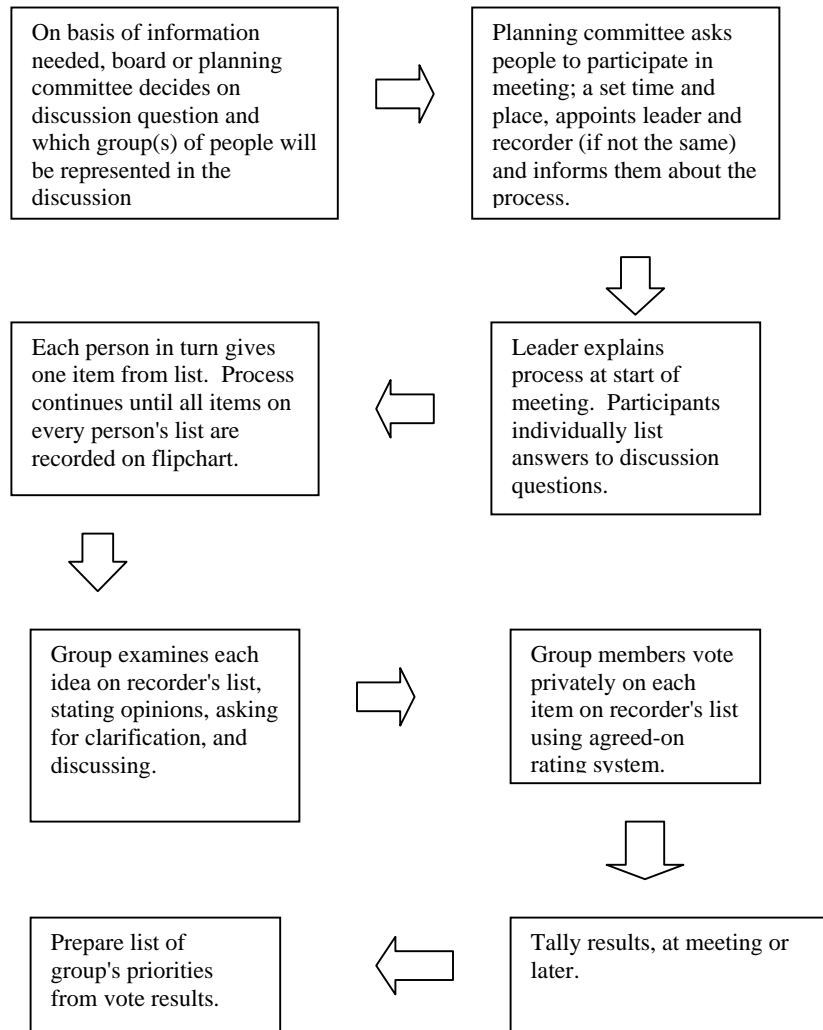 On basis of information
needed, board or planning
committee decides on
discussion question and
which group(s) of people will
be represented in the
discussion
Planning committee asks
people to participate in
meeting; a set time and
place, appoints leader and
recorder (if not the same)
and informs them about the
process.
Leader explains
process at start of
meeting.  Participants
individually list
answers to discussion
questions.
Each person in turn gives
one item from list.  Process
continues until all items on
every person's list are
recorded on flipchart.
Group examines each
idea on recorder's list,
stating opinions, asking
for clarification, and
discussing.
Group members vote
privately on each
item on recorder's list
using agreed-on
rating system.
Tally results, at meeting or
later.
Prepare list of
group's priorities
from vote results.